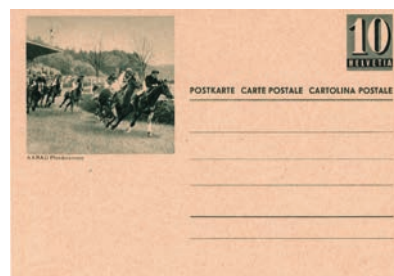 10
HELVETIA
POSTKARTE CARTE POSTALE CARTOLINA POSTALE
AARAU Pferderennen